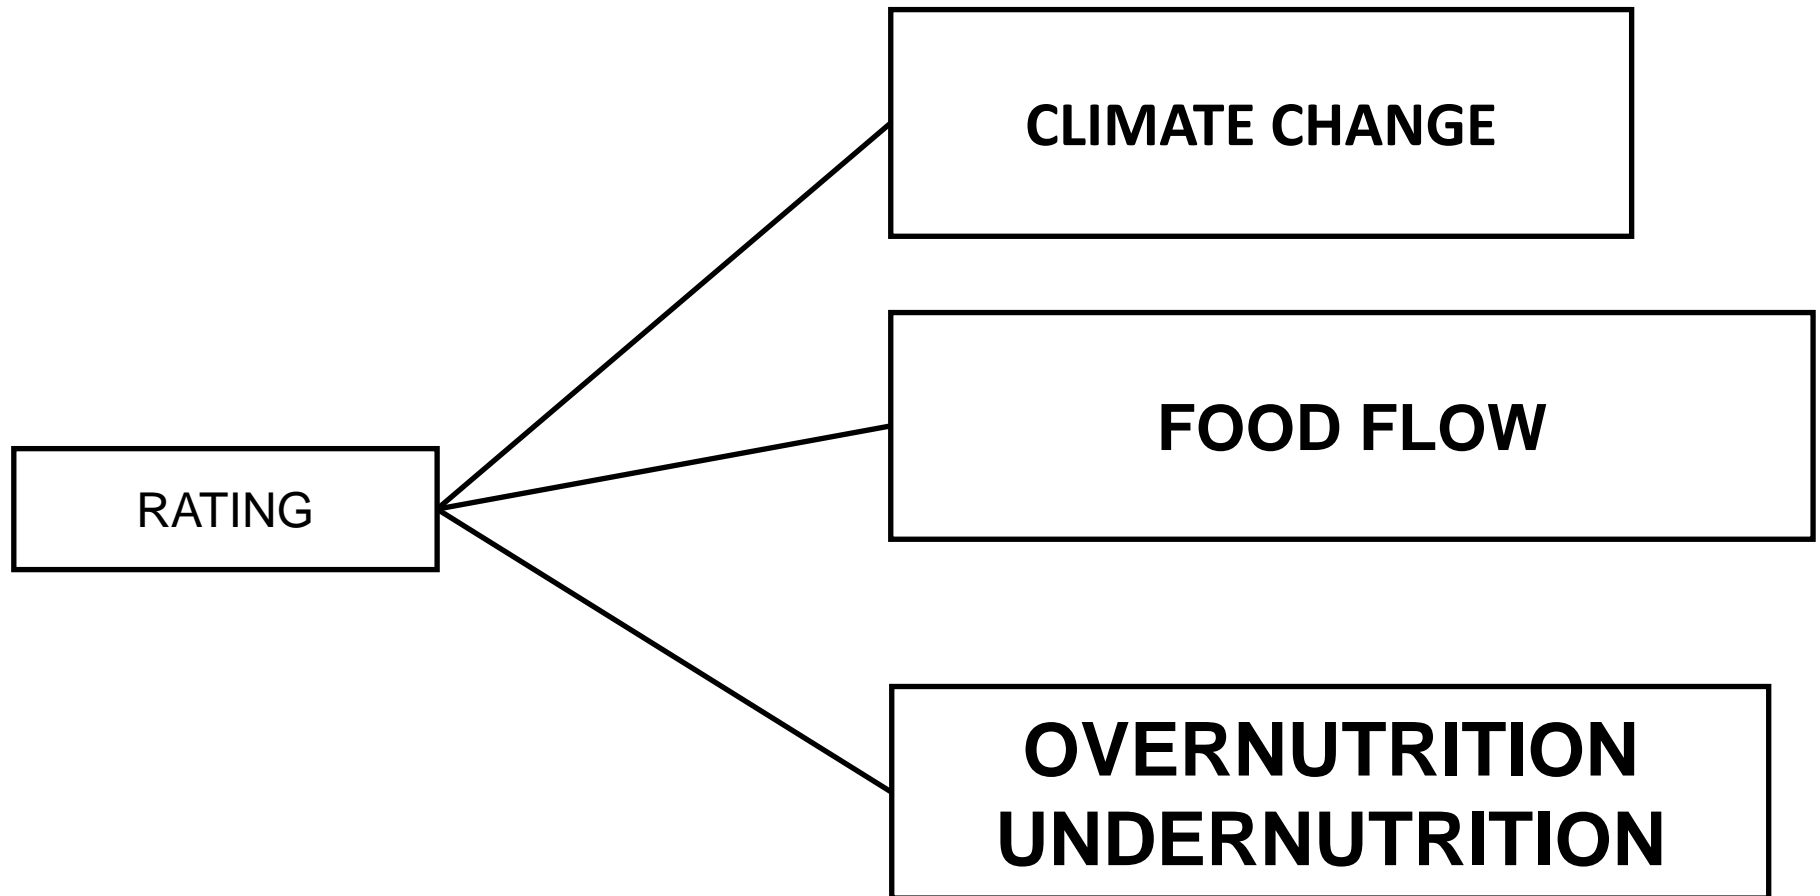 CLIMATE CHANGE
FOOD FLOW
RATING
OVERNUTRITION
UNDERNUTRITION